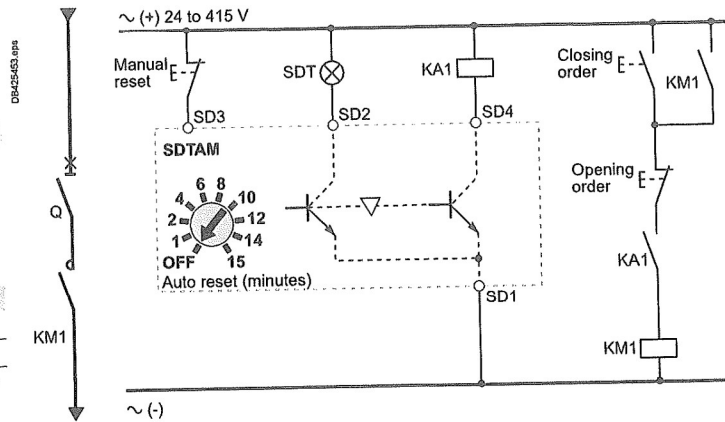 ∼ (+) 24 to 415 V
DB425453.eps
Manual
reset
SDT
KA1
Closing
order
KM1
SD3
SD2
SD4
SDTAM
Opening
order
6 8
4 10
2 12
1 14
OFF 15
Auto reset (minutes)
Q
KA1
SD1
KM1
KM1
∼ (-)